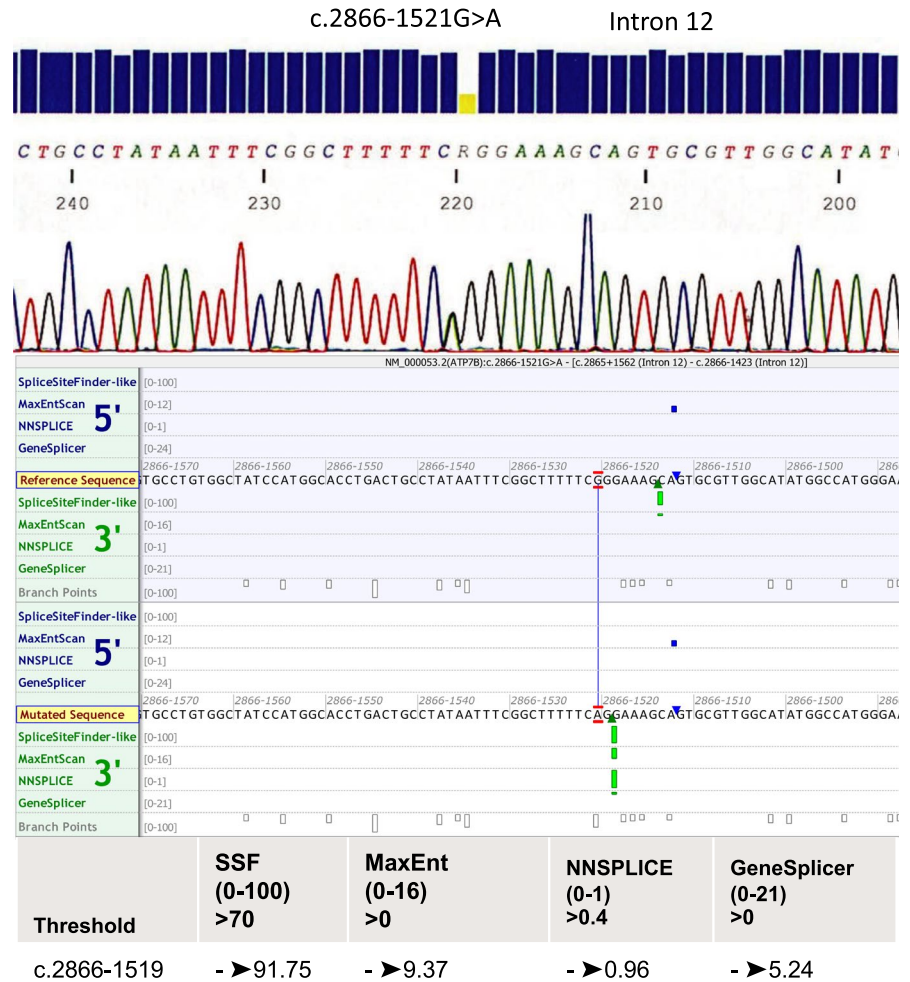 c.2866-1521G>A Intron 12
C T G C C T A T A A T T T C G G C T T T T T C R G G A A A G C A G T G C G T T G G C A T A T
240 230 220 210 200
NM_000053.2(ATP7B):c.2866-1521G>A - [c.2865+1562 (Intron 12) - c.2866-1423 (Intron 12)]
SpliceSiteFinder-like [0-100]
MaxEntScan [0-12]
5'
NNSPLICE [0-1]
GeneSplicer [0-24]
2866-1570 2866-1560 2866-1550 2866-1540 2866-1530 2866-1520 2866-1510 2866-1500 286
Reference Sequence TGCCTGTGGCTATCCATGGCACCTGACTGCCTATAATTTCGGCTTTTTCGGGAAAGCAGTGCGTTGGCATATGGCCATGGGA
SpliceSiteFinder-like [0-100]
MaxEntScan [0-16]
3'
NNSPLICE [0-1]
GeneSplicer [0-21]
Branch Points [0-100]
SpliceSiteFinder-like [0-100]
MaxEntScan [0-12]
5'
NNSPLICE [0-1]
GeneSplicer [0-24]
2866-1570 2866-1560 2866-1550 2866-1540 2866-1530 2866-1520 2866-1510 2866-1500 286
Mutated Sequence TGCCTGTGGCTATCCATGGCACCTGACTGCCTATAATTTCGGCTTTTTCAGGAAAGCAGTGCGTTGGCATATGGCCATGGGA
SpliceSiteFinder-like [0-100]
MaxEntScan [0-16]
3'
NNSPLICE [0-1]
GeneSplicer [0-21]
Branch Points [0-100]
SSF MaxEnt NNSPLICE GeneSplicer
(0-100) (0-16) (0-1) (0-21)
Threshold >70 >0 >0.4 >0
c.2866-1519 - ➤91.75 - ➤9.37 - ➤0.96 - ➤5.24